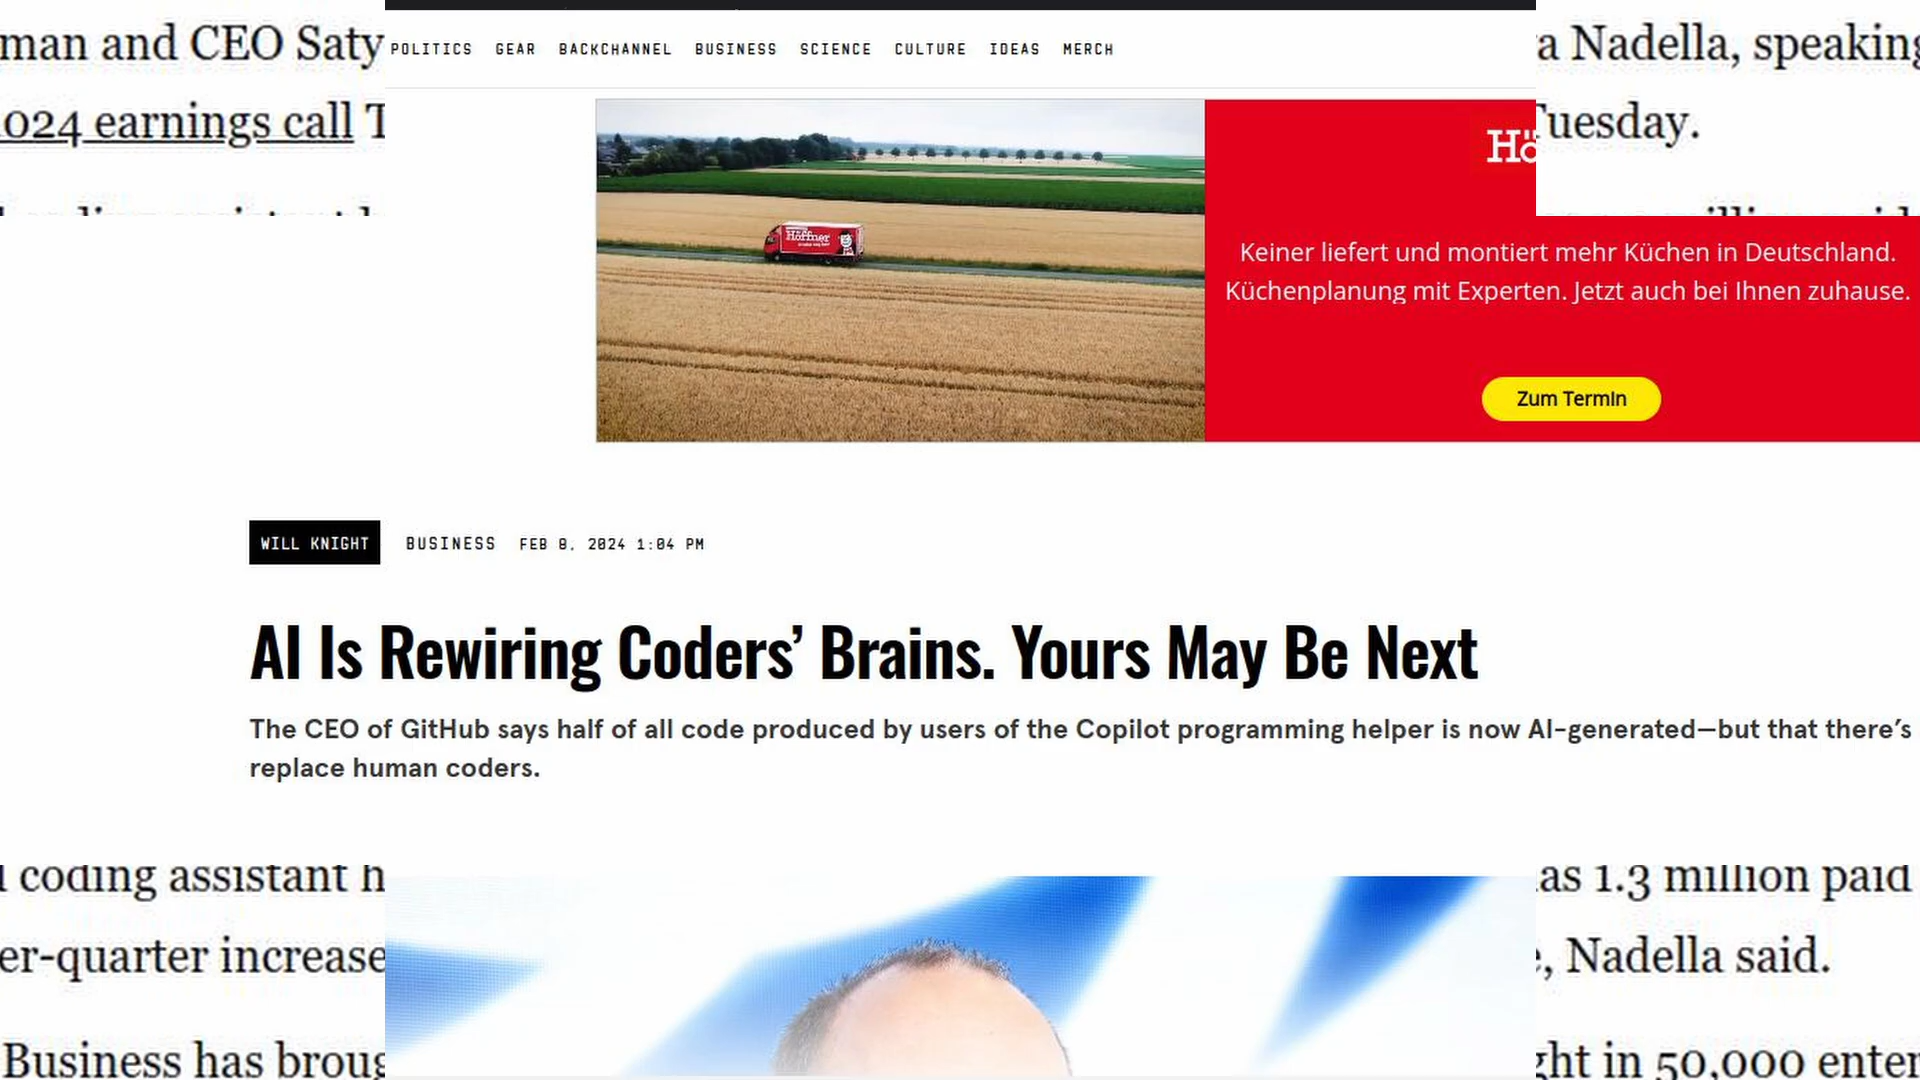 man and CEO Saty
a Nadella, speaking
024 earnings call T
Tuesday.
POLITICS GEAR BACKCHANNEL BUSINESS SCIENCE CULTURE IDEAS MERCH
Höffner
Keiner liefert und montiert mehr Küchen in Deutschland.
Küchenplanung mit Experten. Jetzt auch bei Ihnen zuhause.
Zum Termin
WILL KNIGHT BUSINESS FEB 8, 2024 1:04 PM
AI Is Rewiring Coders’ Brains. Yours May Be Next
The CEO of GitHub says half of all code produced by users of the Copilot programming helper is now AI-generated—but that there’s
replace human coders.
coding assistant h
as 1.3 million paid
er-quarter increase
, Nadella said.
Business has broug
ght in 50,000 enter